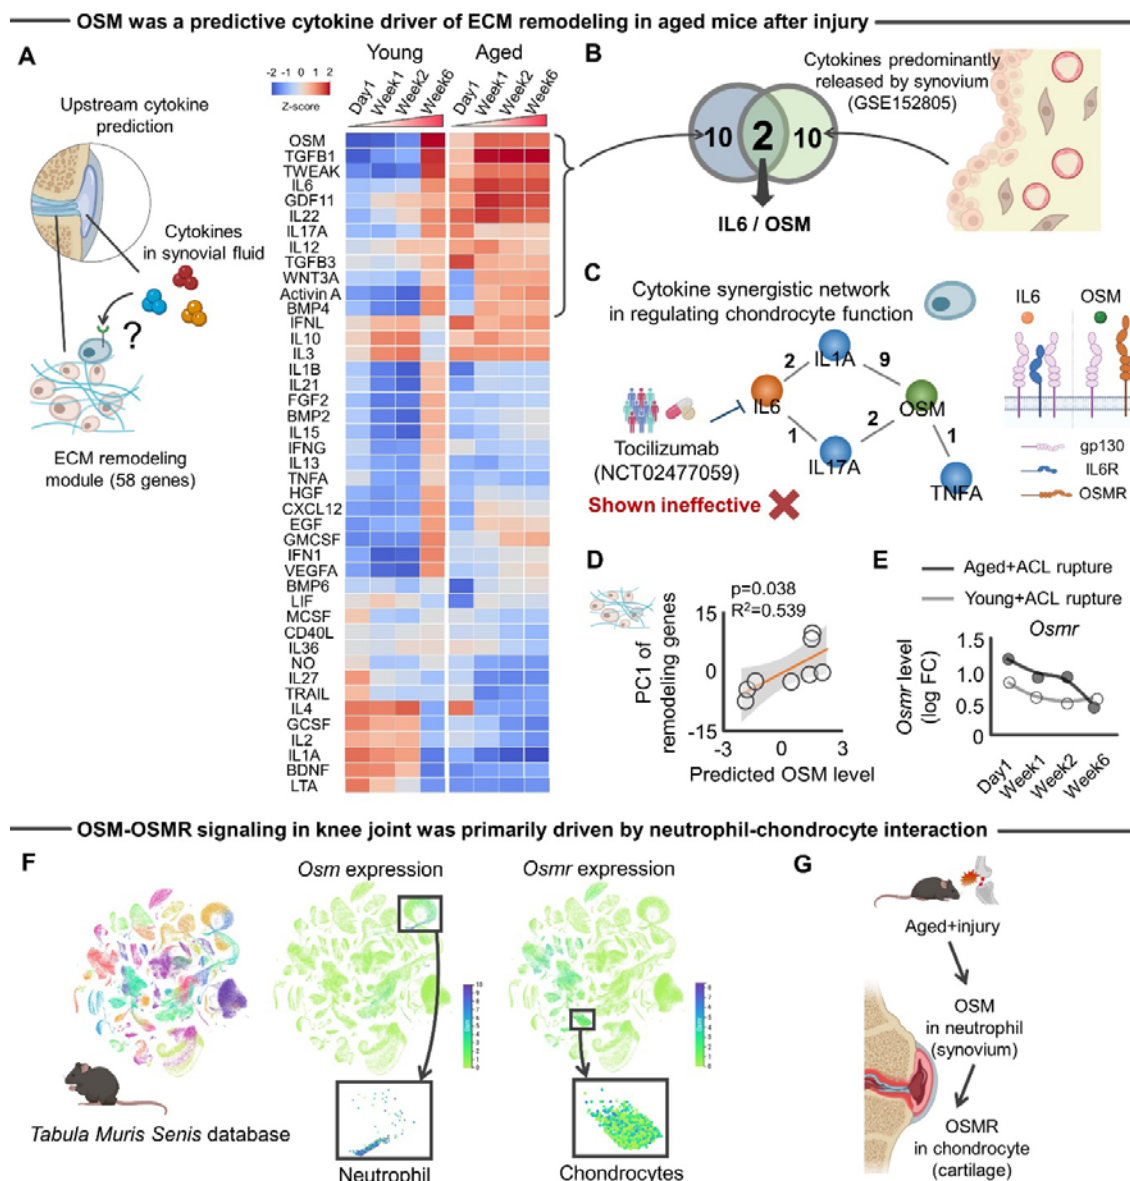 OSM was a predictive cytokine driver of ECM remodeling in aged mice after injury
A
Upstream cytokine
prediction
Cytokines
in synovial fluid
?
ECM remodeling
module (58 genes)
-2 -1 0 1 2
Z-score
Young
Aged
Day1
Week1
Week2
Week6
Day1
Week1
Week2
Week6
OSM
TGFB1
TWEAK
IL6
GDF11
IL22
IL17A
IL12
TGFB3
WNT3A
Activin A
BMP4
IFNL
IL10
IL3
IL1B
IL21
FGF2
BMP2
IL15
IFNG
IL13
TNFA
HGF
CXCL12
EGF
GMCSF
IFN1
VEGFA
BMP6
LIF
MCSF
CD40L
IL36
NO
IL27
TRAIL
IL4
GCSF
IL2
IL1A
BDNF
LTA
B
Cytokines predominantly
released by synovium
(GSE152805)
10
2
10
IL6 / OSM
C
Cytokine synergistic network
in regulating chondrocyte function
IL1A
2
9
IL6
OSM
1
2
1
IL17A
TNFA
Tocilizumab
(NCT02477059)
Shown ineffective
IL6
OSM
gp130
IL6R
OSMR
D
p=0.038
R²=0.539
PC1 of
remodeling genes
15
0
-15
-3
0
3
Predicted OSM level
E
Aged+ACL rupture
Young+ACL rupture
Osmr
Osmr level
(log FC)
1.5
1.0
0.5
0
Day1
Week1
Week2
Week6
OSM-OSMR signaling in knee joint was primarily driven by neutrophil-chondrocyte interaction
F
Osm expression
Osmr expression
Tabula Muris Senis database
Neutrophil
Chondrocytes
G
Aged+injury
OSM
in neutrophil
(synovium)
OSMR
in chondrocyte
(cartilage)